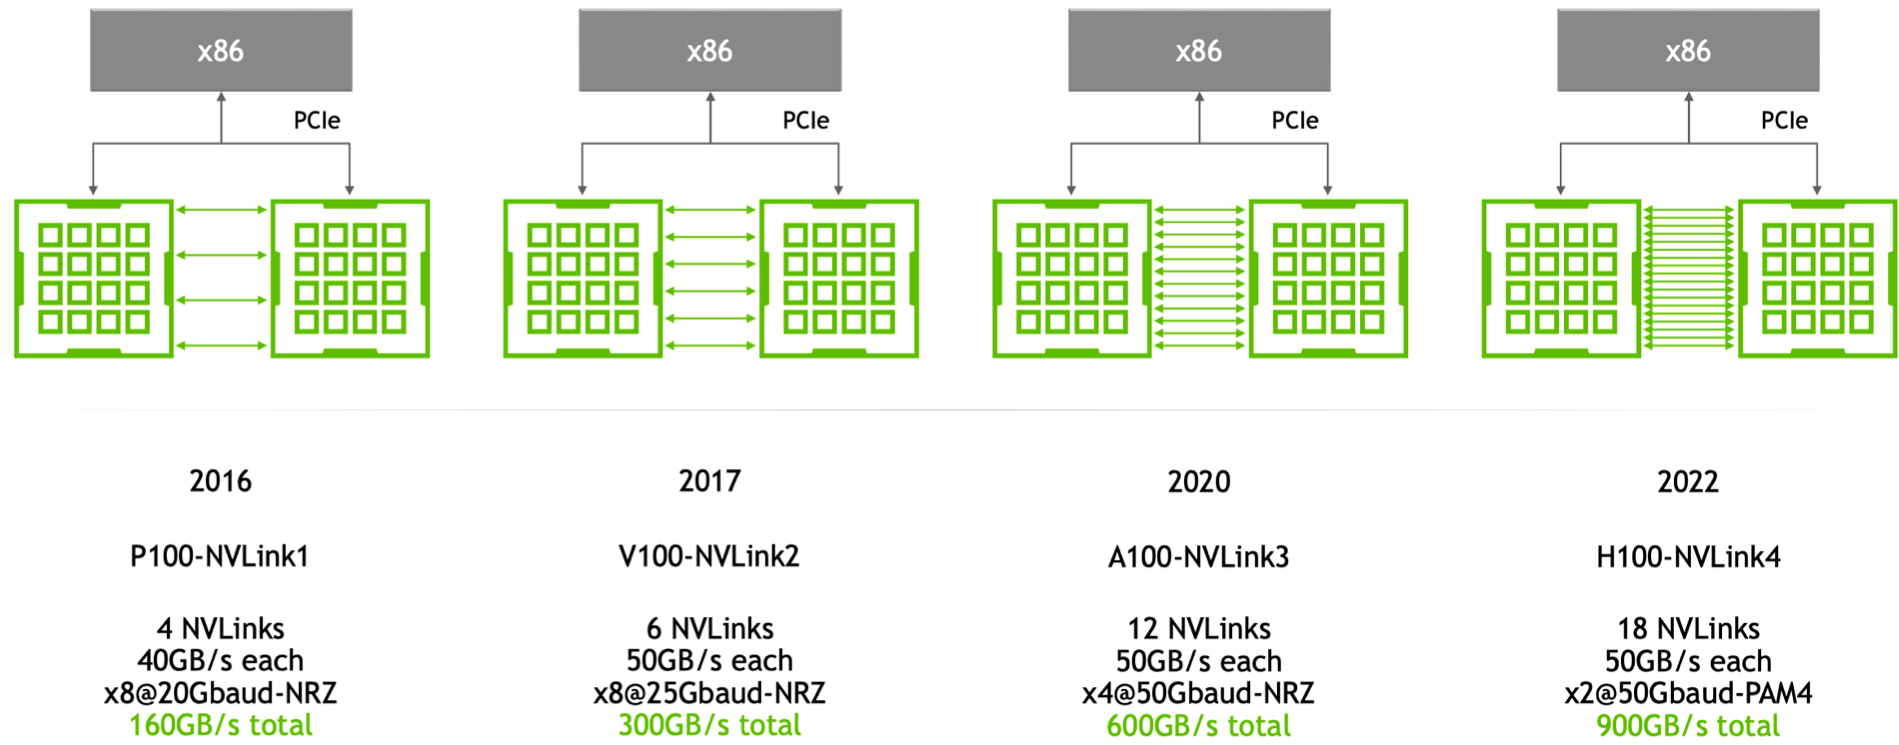 x86
PCIe
x86
PCIe
x86
PCIe
x86
PCIe
2016
P100-NVLink1
4 NVLinks
40GB/s each
x8@20Gbaud-NRZ
160GB/s total
2017
V100-NVLink2
6 NVLinks
50GB/s each
x8@25Gbaud-NRZ
300GB/s total
2020
A100-NVLink3
12 NVLinks
50GB/s each
x4@50Gbaud-NRZ
600GB/s total
2022
H100-NVLink4
18 NVLinks
50GB/s each
x2@50Gbaud-PAM4
900GB/s total